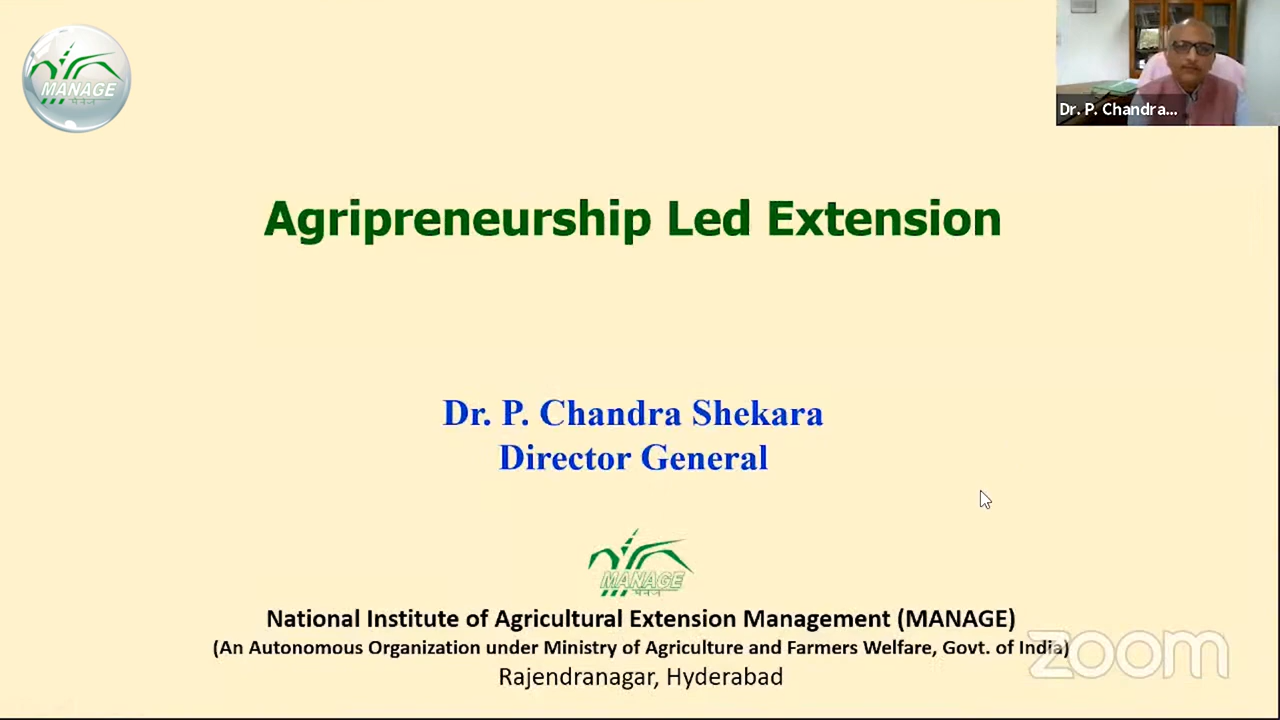 MANAGE
मैनेज
Dr. P. Chandra...
Agripreneurship Led Extension
Dr. P. Chandra Shekara
Director General
MANAGE
मैनेज
National Institute of Agricultural Extension Management (MANAGE)
(An Autonomous Organization under Ministry of Agriculture and Farmers Welfare, Govt. of India)
Rajendranagar, Hyderabad
zoom